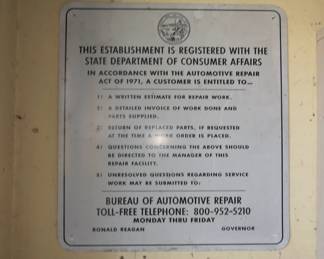 THIS ESTABLISHMENT IS REGISTERED WITH THE
STATE DEPARTMENT OF CONSUMER AFFAIRS
IN ACCORDANCE WITH THE AUTOMOTIVE REPAIR
ACT OF 1971, A CUSTOMER IS ENTITLED TO...
1) A WRITTEN ESTIMATE FOR REPAIR WORK.
2) A DETAILED INVOICE OF WORK DONE AND
PARTS SUPPLIED.
3) RETURN OF REPLACED PARTS, IF REQUESTED
AT THE TIME A WORK ORDER IS PLACED.
4) QUESTIONS CONCERNING THE ABOVE SHOULD
BE DIRECTED TO THE MANAGER OF THIS
REPAIR FACILITY.
5) UNRESOLVED QUESTIONS REGARDING SERVICE
WORK MAY BE SUBMITTED TO:
BUREAU OF AUTOMOTIVE REPAIR
TOLL-FREE TELEPHONE: 800-952-5210
MONDAY THRU FRIDAY
RONALD REAGAN GOVERNOR